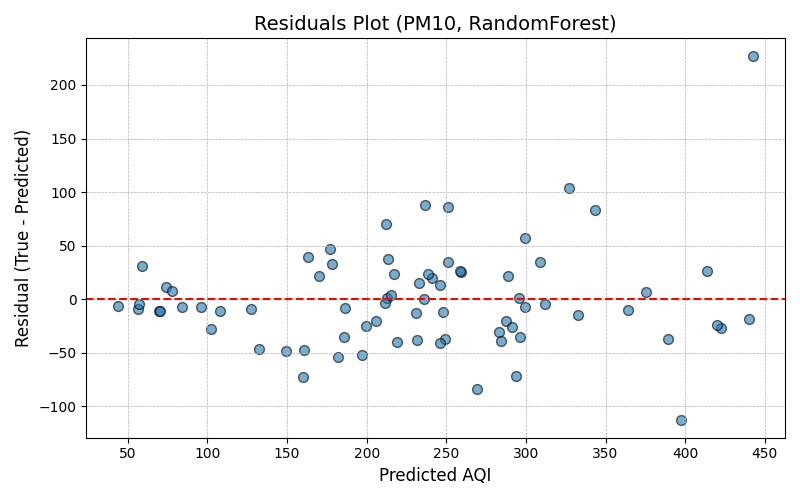 Residuals Plot (PM10, RandomForest)
Residual (True - Predicted)
200
150
100
50
0
−50
−100
50 100 150 200 250 300 350 400 450
Predicted AQI